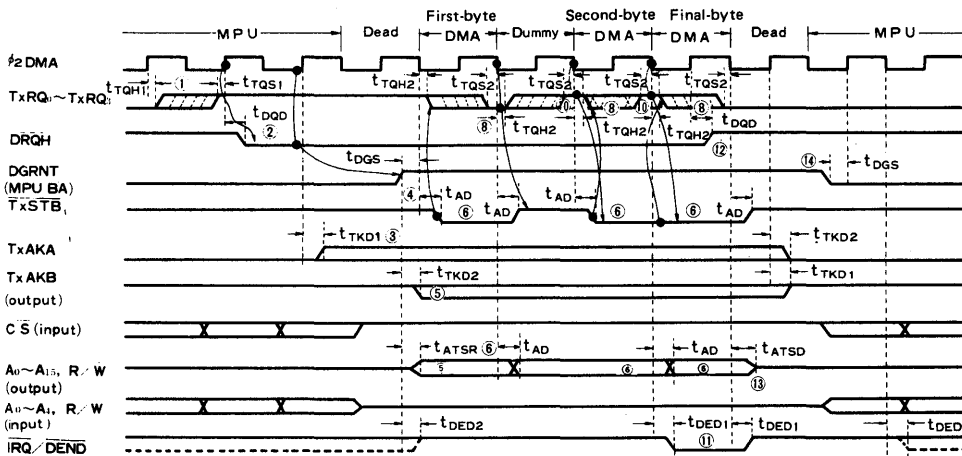 First-byte Second-byte Final-byte
MPU Dead DMA Dummy DMA DMA Dead MPU
φ2 DMA
tTQH1 ① tTQS1 tTQH2 tTQS2 tTQS2 tTQS2 tTQS2
TxRQ0~TxRQ3 ⑩ ⑧ ⑩ ⑧
tDQD ② ⑧ tTQH2 tTQH2 tTQH2 tDQD
DRQH ⑫
tDGS ⑭ tDGS
DGRNT
(MPU BA) ④ tAD tAD tAD tAD
TxSTB ⑥ ⑥ ⑥
TxAKA tTKD1 ③ tTKD2
TxAKB tTKD2 tTKD1
(output) ⑤
CS (input)
tATSR ⑥ tAD tAD tATSD
A0~A15, R/W 5 ⑥ ⑥
(output) ⑬
A0~A4, R/W
(input) tDED2 tDED1 tDED1 tDED
IRQ/DEND ⑪